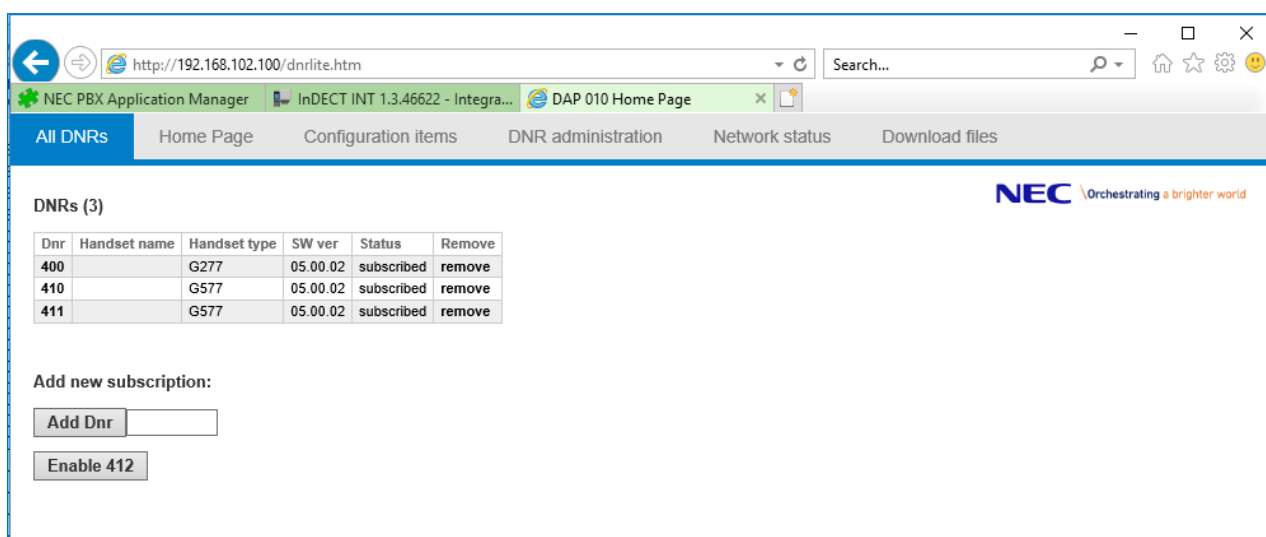 http://192.168.102.100/dnrlite.htm Search...
NEC PBX Application Manager InDECT INT 1.3.46622 - Integra... DAP 010 Home Page
All DNRs Home Page Configuration items DNR administration Network status Download files
NEC \Orchestrating a brighter world
DNRs (3)
Dnr Handset name Handset type SW ver Status Remove
400 G277 05.00.02 subscribed remove
410 G577 05.00.02 subscribed remove
411 G577 05.00.02 subscribed remove
Add new subscription:
Add Dnr
Enable 412